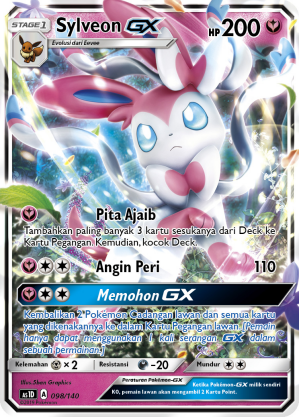 STAGE 1 Sylveon GX HP 200
Evolusi dari Eevee
Pita Ajaib
Tambahkan paling banyak 3 kartu sesukanya dari Deck ke
Kartu Pegangan. Kemudian, kocok Deck.
Angin Peri 110
Memohon GX
Kembalikan 2 Pokémon Cadangan lawan dan semua kartu
yang dikenakannya ke dalam Kartu Pegangan lawan. (Pemain
hanya dapat menggunakan 1 kali serangan GX dalam
sebuah permainan.)
Kelemahan ×2 Resistansi -20 Mundur
Illus. 5ban Graphics
Peraturan Pokémon-GX
Ketika Pokémon-GX milik sendiri
KO, pemain lawan akan mengambil 2 Kartu Point.
AS1D A 098/140